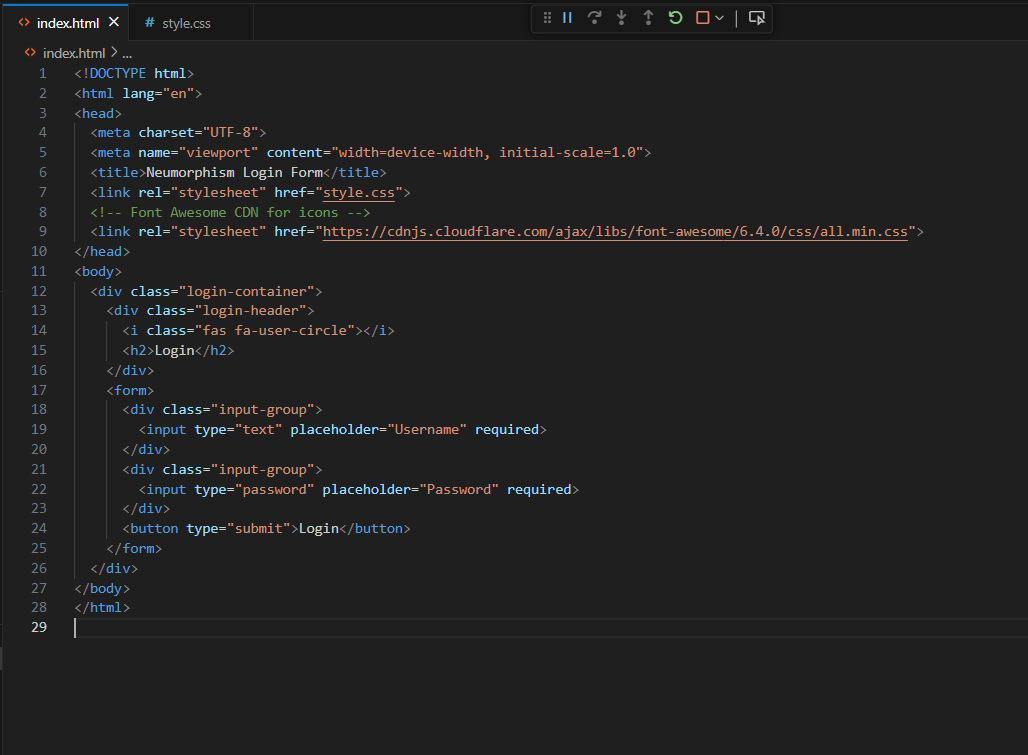 index.html
# style.css
index.html > ...
1 <!DOCTYPE html>
2 <html lang="en">
3 <head>
4 <meta charset="UTF-8">
5 <meta name="viewport" content="width=device-width, initial-scale=1.0">
6 <title>Neumorphism Login Form</title>
7 <link rel="stylesheet" href="style.css">
8 <!-- Font Awesome CDN for icons -->
9 <link rel="stylesheet" href="https://cdnjs.cloudflare.com/ajax/libs/font-awesome/6.4.0/css/all.min.css">
10 </head>
11 <body>
12 <div class="login-container">
13 <div class="login-header">
14 <i class="fas fa-user-circle"></i>
15 <h2>Login</h2>
16 </div>
17 <form>
18 <div class="input-group">
19 <input type="text" placeholder="Username" required>
20 </div>
21 <div class="input-group">
22 <input type="password" placeholder="Password" required>
23 </div>
24 <button type="submit">Login</button>
25 </form>
26 </div>
27 </body>
28 </html>
29